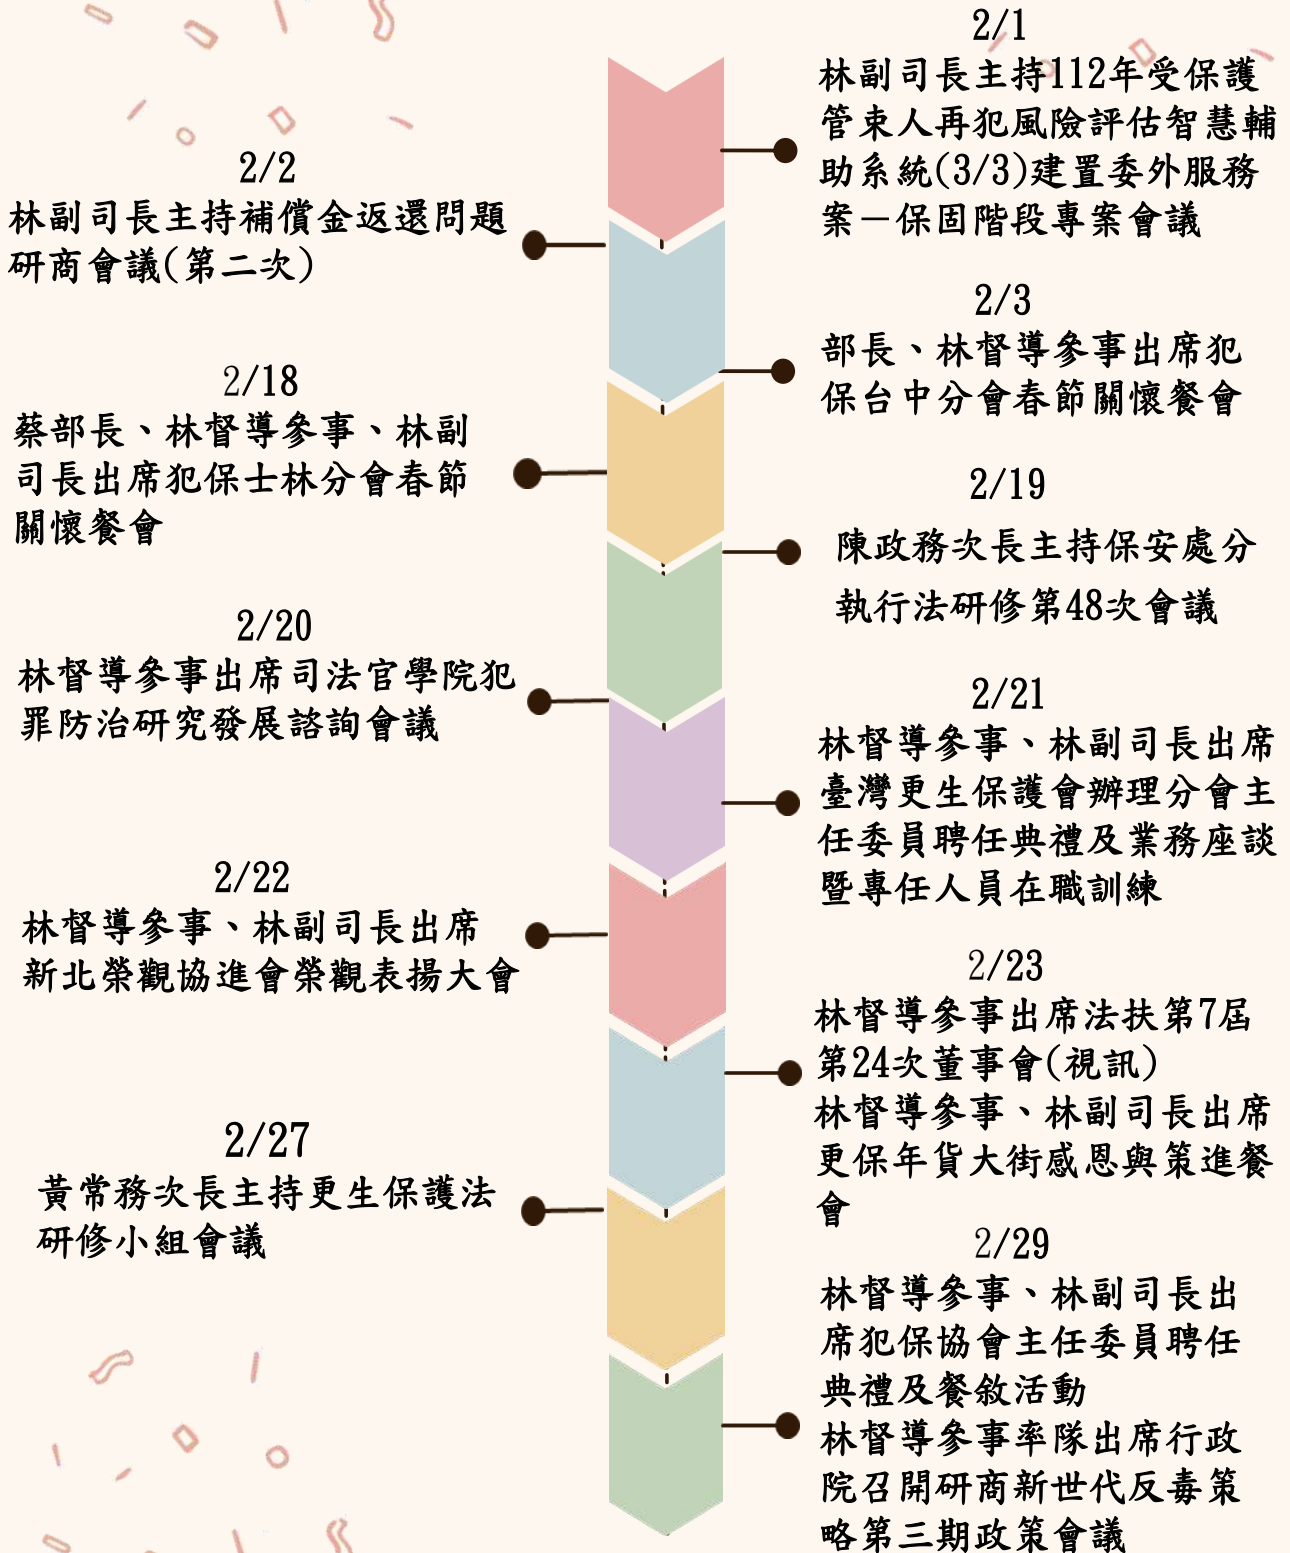 2/1
林副司長主持112年受保護
管束人再犯風險評估智慧輔
助系統(3/3)建置委外服務
案－保固階段專案會議
2/2
林副司長主持補償金返還問題
研商會議(第二次)
2/3
部長、林督導參事出席犯
保台中分會春節關懷餐會
2/18
蔡部長、林督導參事、林副
司長出席犯保士林分會春節
關懷餐會
2/19
陳政務次長主持保安處分
執行法研修第48次會議
2/20
林督導參事出席司法官學院犯
罪防治研究發展諮詢會議
2/21
林督導參事、林副司長出席
臺灣更生保護會辦理分會主
任委員聘任典禮及業務座談
暨專任人員在職訓練
2/22
林督導參事、林副司長出席
新北榮觀協進會榮觀表揚大會
2/23
林督導參事出席法扶第7屆
第24次董事會(視訊)
林督導參事、林副司長出席
更保年貨大街感恩與策進餐
會
2/27
黃常務次長主持更生保護法
研修小組會議
2/29
林督導參事、林副司長出
席犯保協會主任委員聘任
典禮及餐敘活動
林督導參事率隊出席行政
院召開研商新世代反毒策
略第三期政策會議